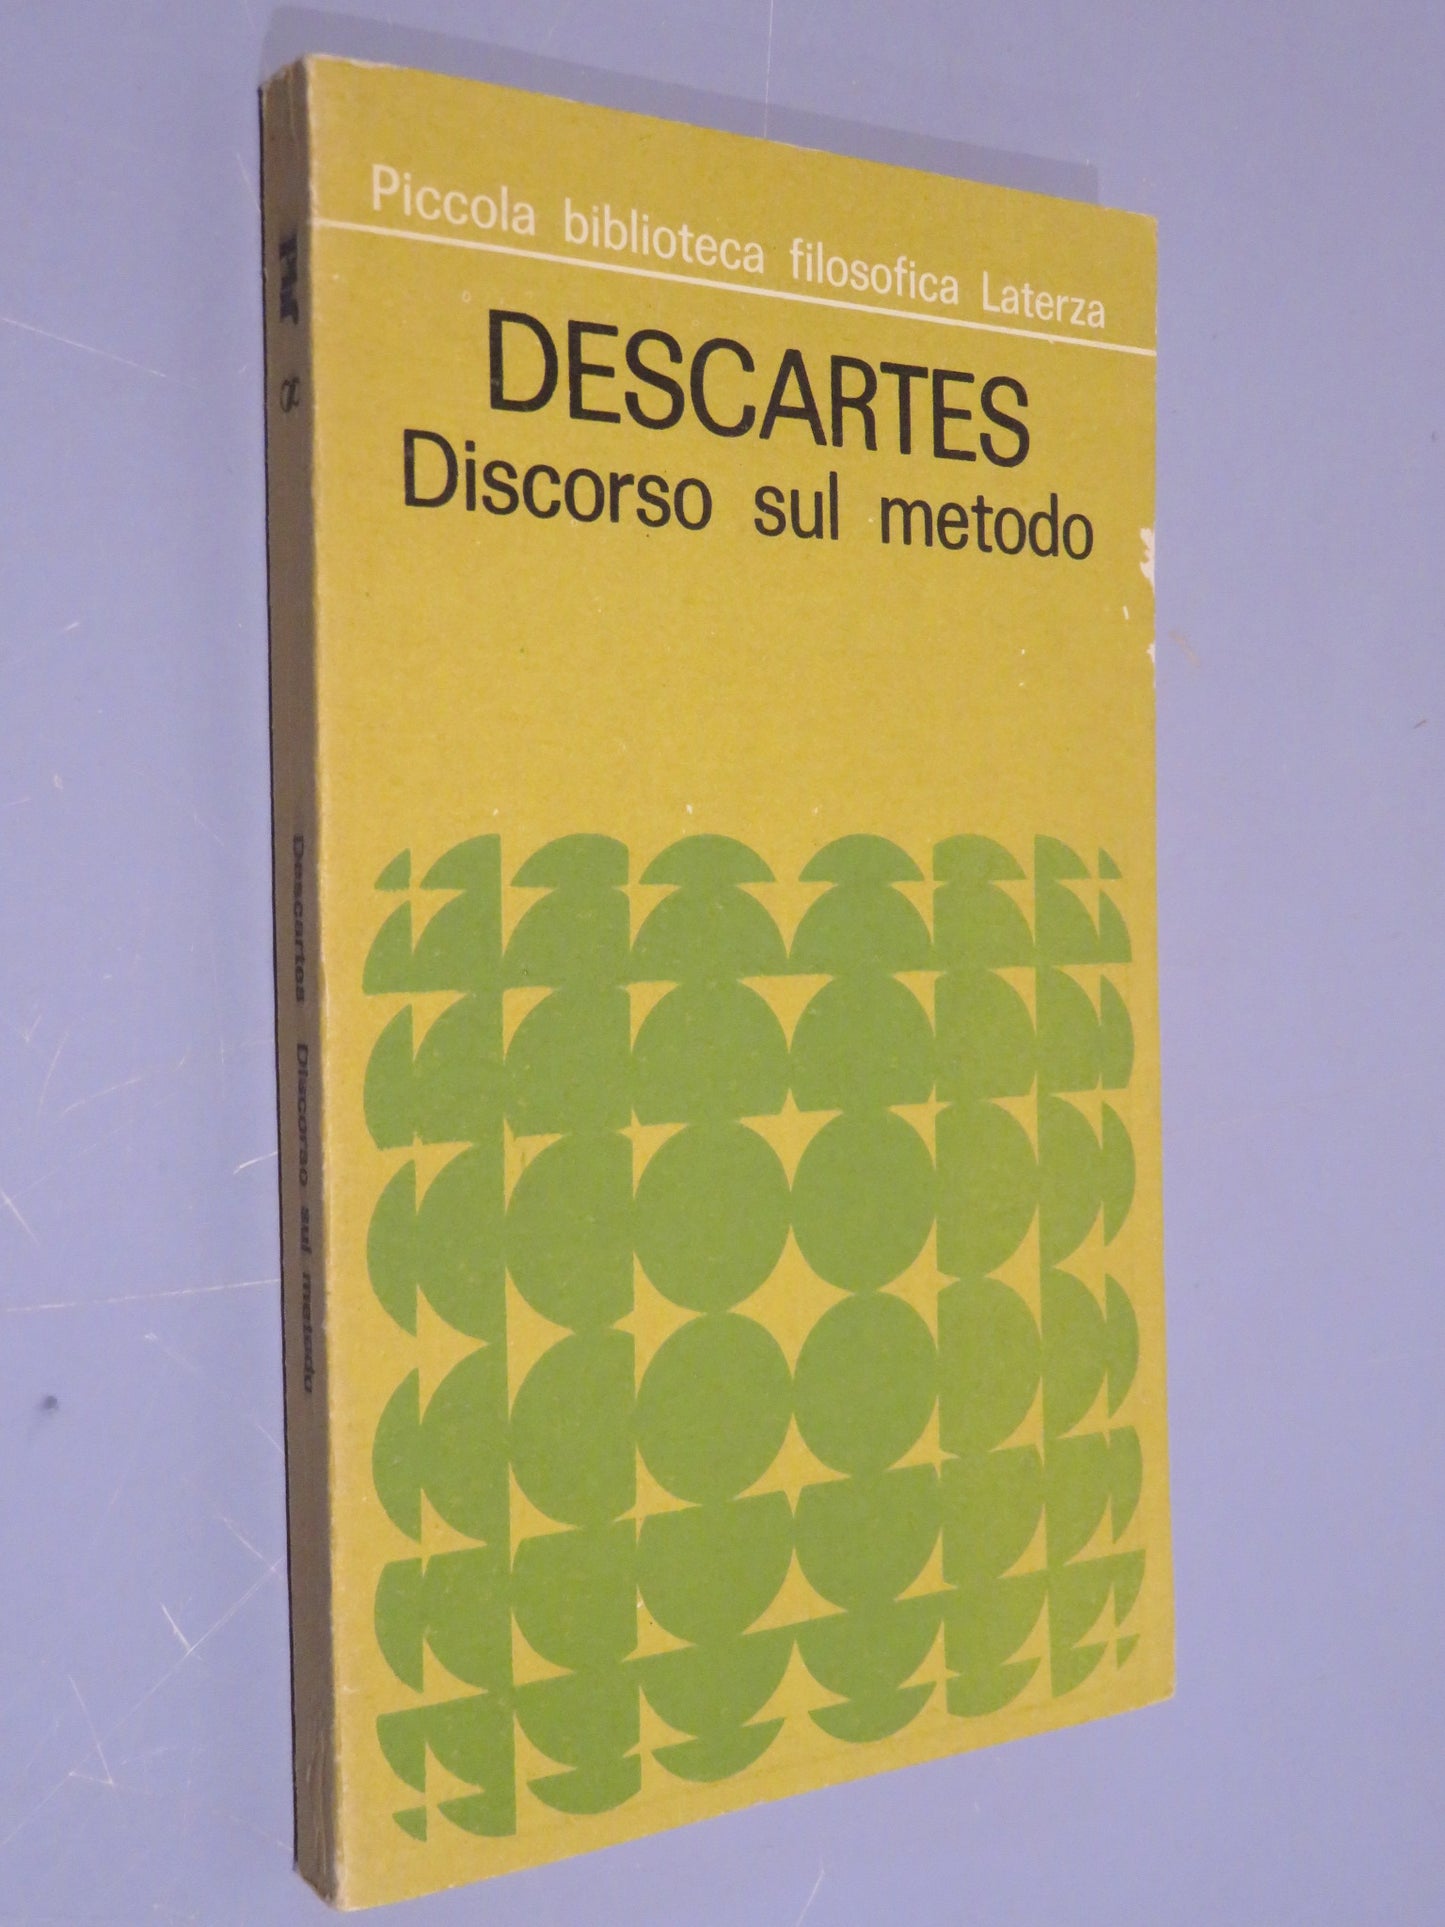 Piccola biblioteca filosofica Laterza
DESCARTES
Discorso sul metodo
Descartes Discorso sul metodo